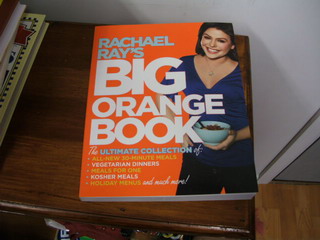 RACHAEL
RAY'S
BIG
ORANGE
BOOK
The ULTIMATE COLLECTION of:
• ALL-NEW 30-MINUTE MEALS
• VEGETARIAN DINNERS
• MEALS FOR ONE
• KOSHER MEALS
• HOLIDAY MENUS and much more!